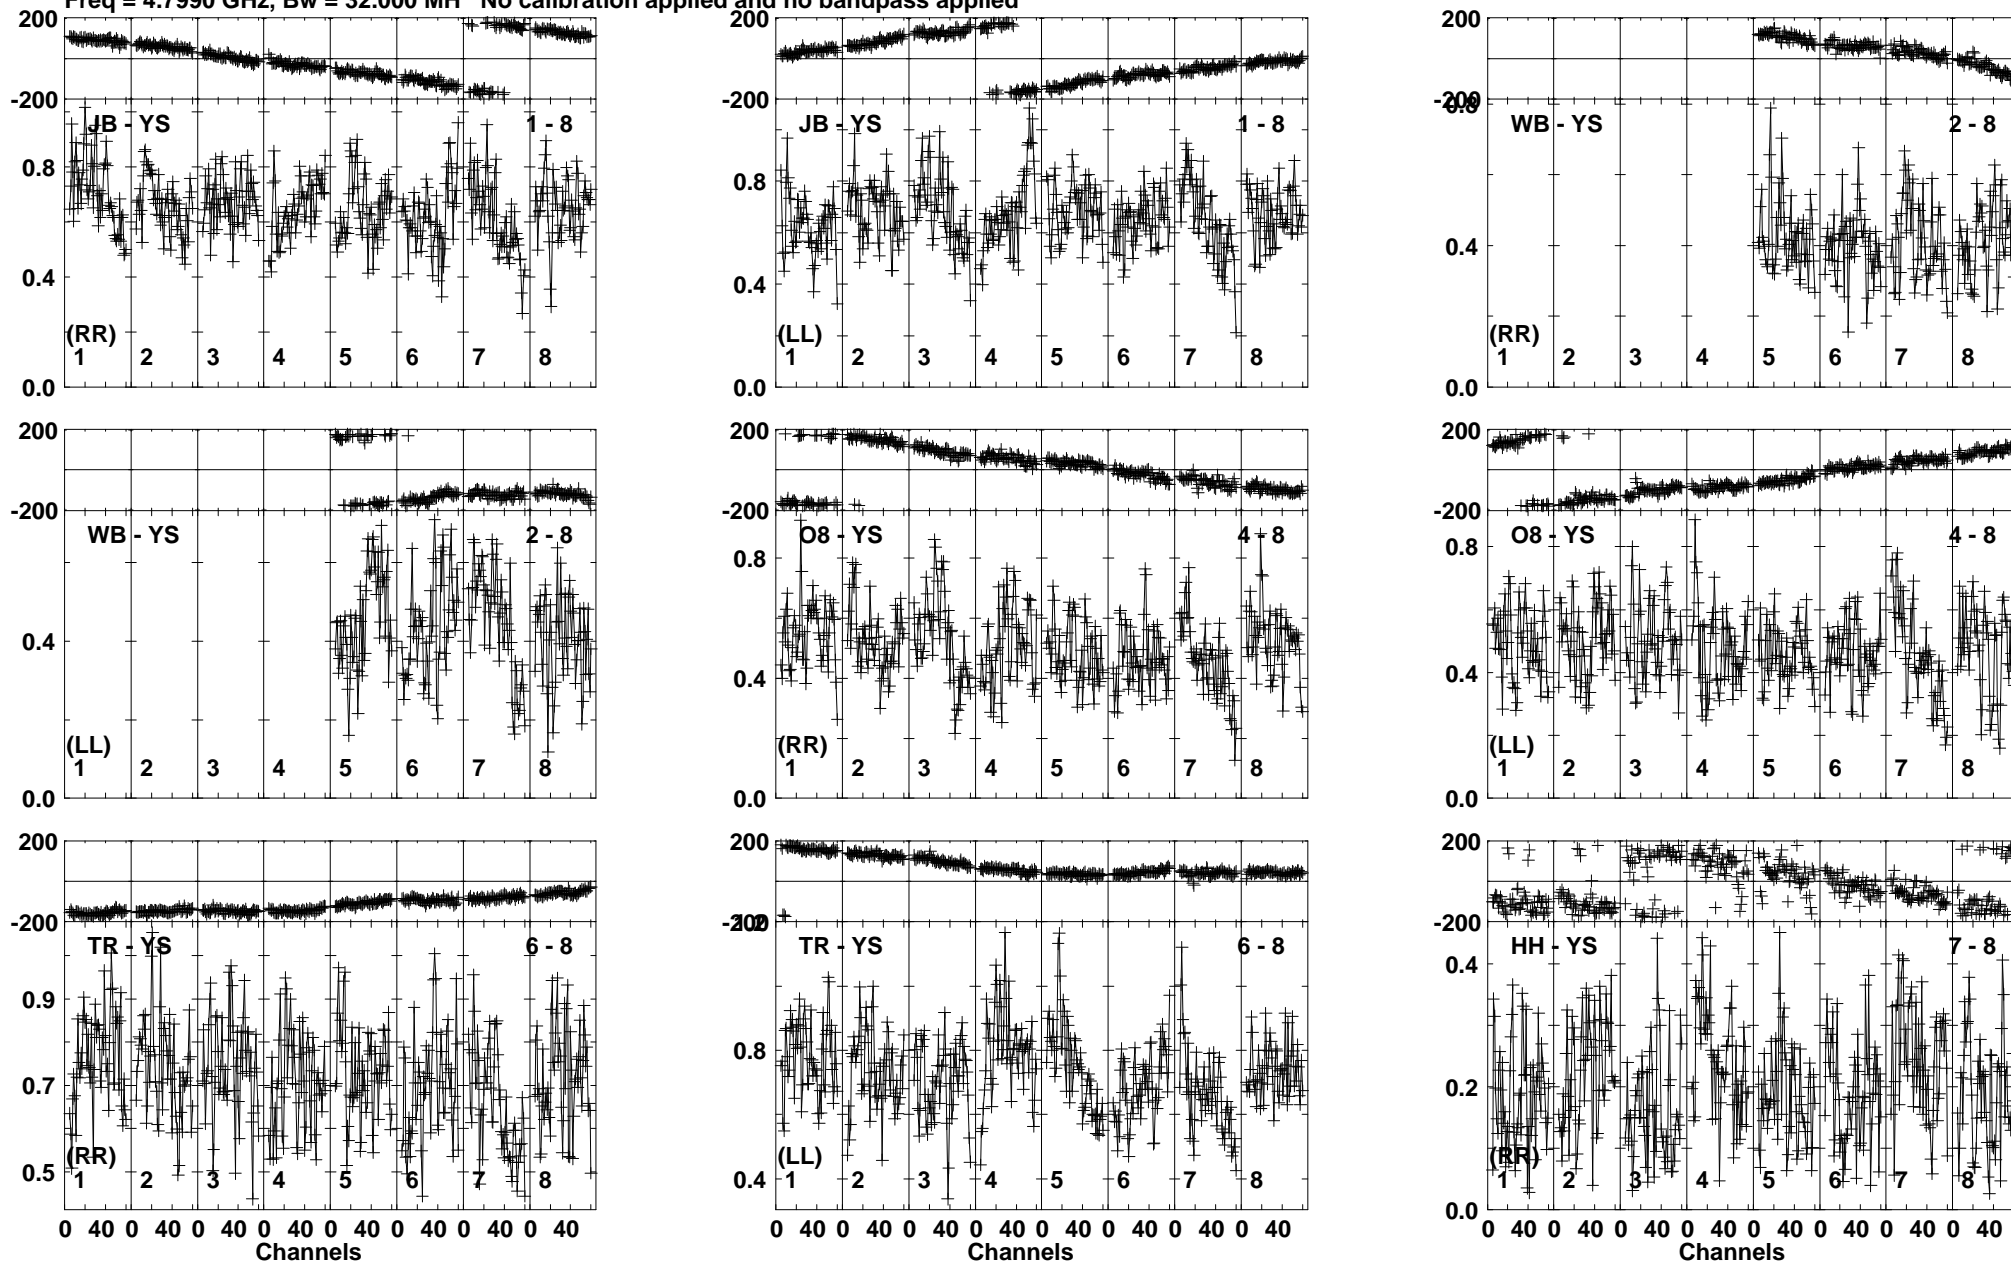 Freq = 4.7990 GHz, Bw = 32.000 MH No calibration applied and no bandpass applied
200 200 200
-200 -200 -200
0.8
JB - YS 1 - 8 JB - YS 1 - 8 WB - YS 2 - 8
0.8 0.8
0.4 0.4 0.4
(RR) (LL) (RR)
1 2 3 4 5 6 7 8 1 2 3 4 5 6 7 8 1 2 3 4 5 6 7 8
0.0 0.0 0.0
200 200 200
-200 -200 -200
WB - YS 2 - 8 O8 - YS 4 - 8 O8 - YS 4 - 8
0.8 0.8
0.4 0.4 0.4
(LL) (RR) (LL)
1 2 3 4 5 6 7 8 1 2 3 4 5 6 7 8 1 2 3 4 5 6 7 8
0.0 0.0 0.0
200 200 200
-200 -200 -200
1.2
TR - YS 6 - 8 TR - YS 6 - 8 HH - YS 7 - 8
0.9 0.4
0.8
0.7 0.2
0.5 0.4
(RR) (LL) (RR)
1 2 3 4 5 6 7 8 1 2 3 4 5 6 7 8 1 2 3 4 5 6 7 8
0.0
0 40 0 40 0 40 0 40 0 40 0 40 0 40 0 40 0 40 0 40 0 40 0 40 0 40 0 40 0 40 0 40 0 40 0 40 0 40 0 40 0 40 0 40 0 40 0 40
Channels Channels Channels